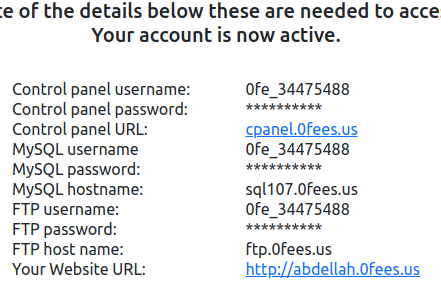 te of the details below these are needed to acce
Your account is now active.
Control panel username: 0fe_34475488
Control panel password: **********
Control panel URL: cpanel.0fees.us
MySQL username 0fe_34475488
MySQL password: **********
MySQL hostname: sql107.0fees.us
FTP username: 0fe_34475488
FTP password: **********
FTP host name: ftp.0fees.us
Your Website URL: http://abdellah.0fees.us